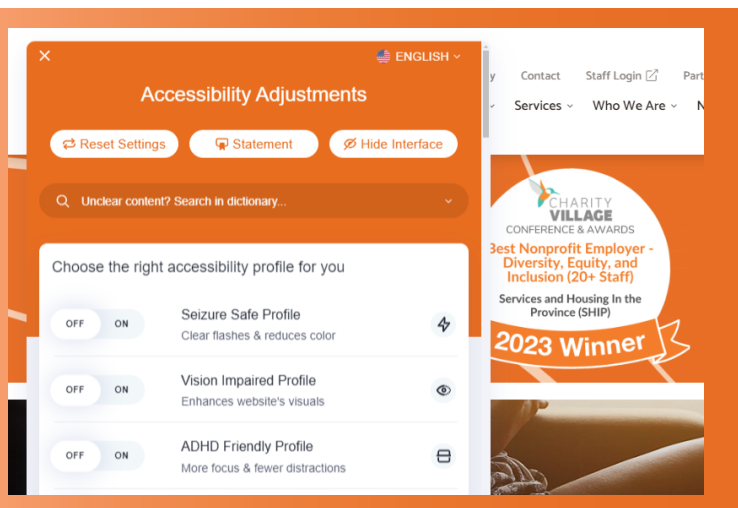 ENGLISH
Accessibility Adjustments
Reset Settings Statement Hide Interface
Unclear content? Search in dictionary...
Choose the right accessibility profile for you
OFF ON
Seizure Safe Profile
Clear flashes & reduces color
OFF ON
Vision Impaired Profile
Enhances website's visuals
OFF ON
ADHD Friendly Profile
More focus & fewer distractions
y Contact Staff Login Part
Services Who We Are N
CHARITY
VILLAGE
CONFERENCE & AWARDS
Best Nonprofit Employer -
Diversity, Equity, and
Inclusion (20+ Staff)
Services and Housing In the
Province (SHIP)
2023 Winner